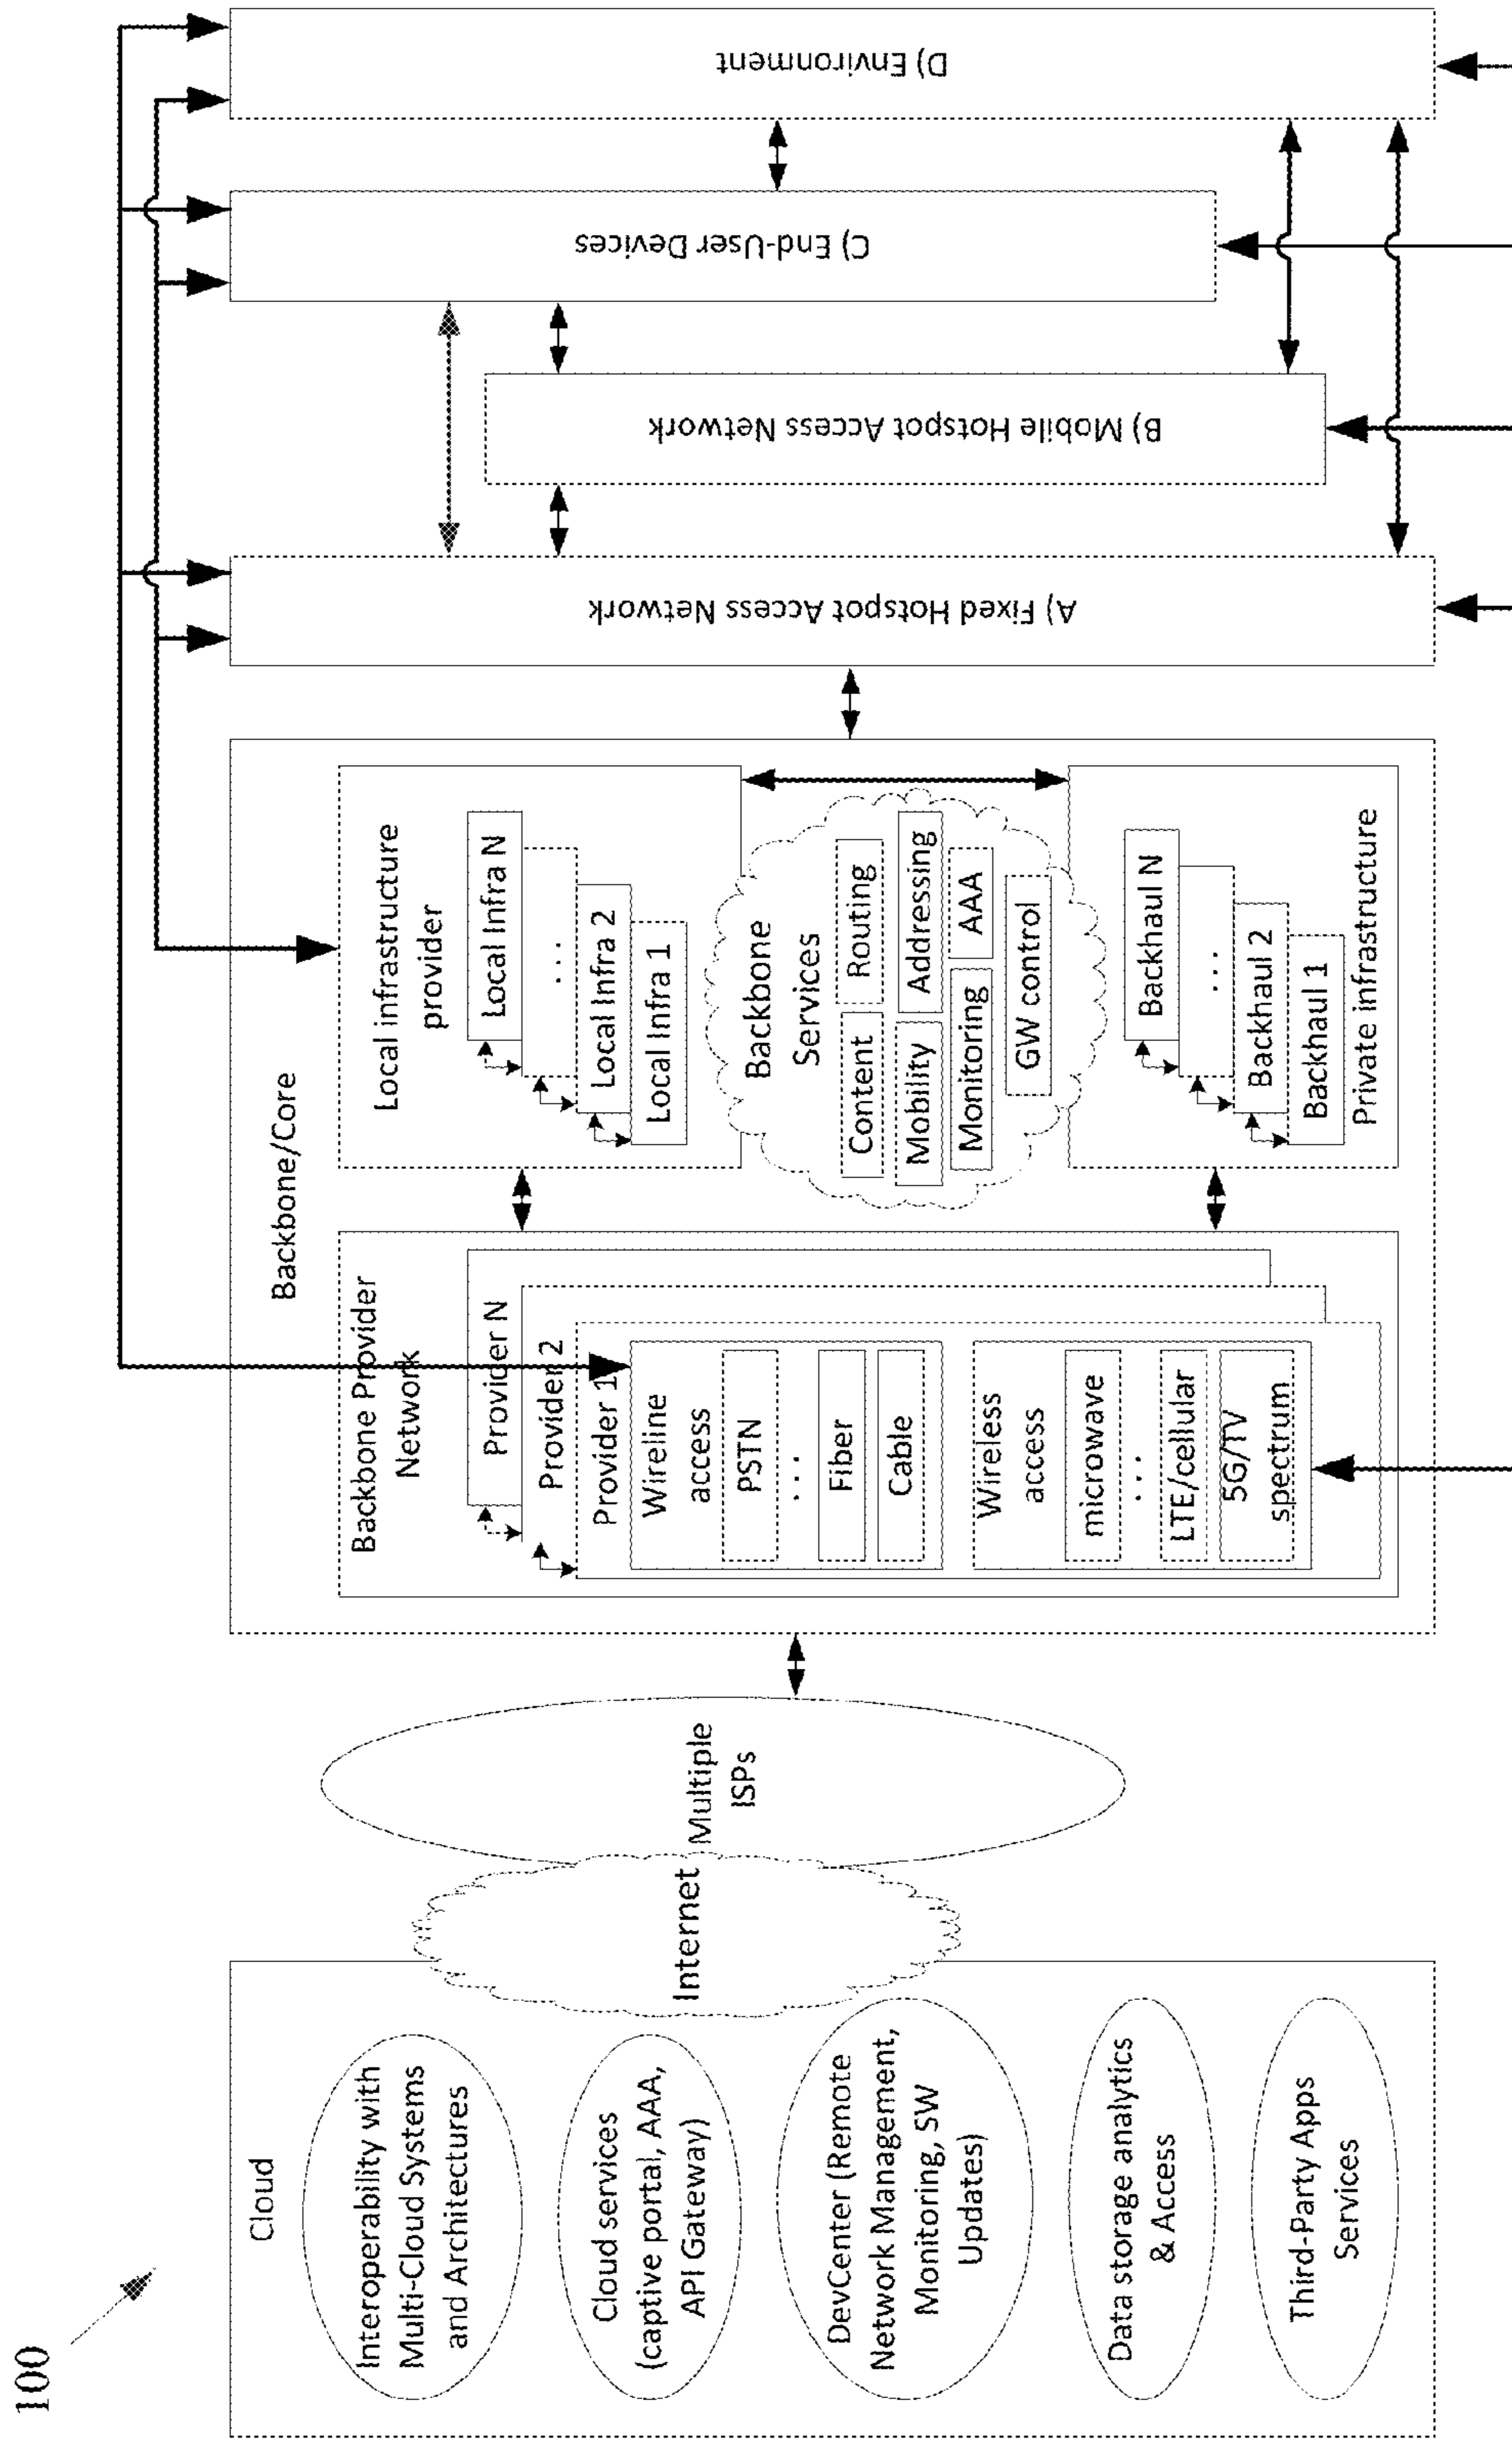 100
Cloud
Interoperability with
Multi-Cloud Systems
and Architectures
Cloud services
(captive portal, AAA,
API Gateway)
DevCenter (Remote
Network Management,
Monitoring, SW
Updates)
Data storage analytics
& Access
Third-Party Apps
Services
Internet
Multiple
ISPs
Backbone/Core
Backbone Provider
Network
Provider N
Provider 2
Provider 1
Wireline
access
PSTN
...
Fiber
Cable
Wireless
access
microwave
...
LTE/cellular
5G/TV
spectrum
Local infrastructure
provider
Local Infra N
...
Local Infra 2
Local Infra 1
Backbone
Services
Content
Routing
Mobility
Addressing
Monitoring
AAA
GW control
Backhaul N
...
Backhaul 2
Backhaul 1
Private infrastructure
A) Fixed Hotspot Access Network
B) Mobile Hotspot Access Network
C) End-User Devices
D) Environment